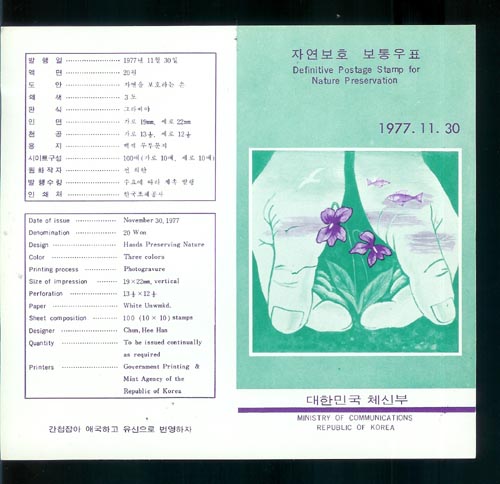 발행일 1977년 11월 30일
액면 20원
도안 자연을 보호하는 손
색 3도
판식 그라비아
인면 가로 19mm, 세로 22mm
천공 가로 13½, 세로 12½
용지 백지 무투문지
시이트구성 100매(가로 10매, 세로 10매)
원화작자 전 희한
발행수량 수요에 따라 계속 발행
인쇄처 한국조폐공사
Date of issue November 30, 1977
Denomination 20 Won
Design Hands Preserving Nature
Color Three colors
Printing process Photogravure
Size of impression 19×22mm, vertical
Perforation 13½×12½
Paper White Unwmkd.
Sheet composition 100 (10×10) stamps
Designer Chun, Hee Han
Quantity To be issued continually
as required
Printers Government Printing &
Mint Agency of the
Republic of Korea
간첩잡아 애국하고 유신으로 번영하자
자연보호 보통우표
Definitive Postage Stamp for
Nature Preservation
1977. 11. 30
대한민국 체신부
MINISTRY OF COMMUNICATIONS
REPUBLIC OF KOREA